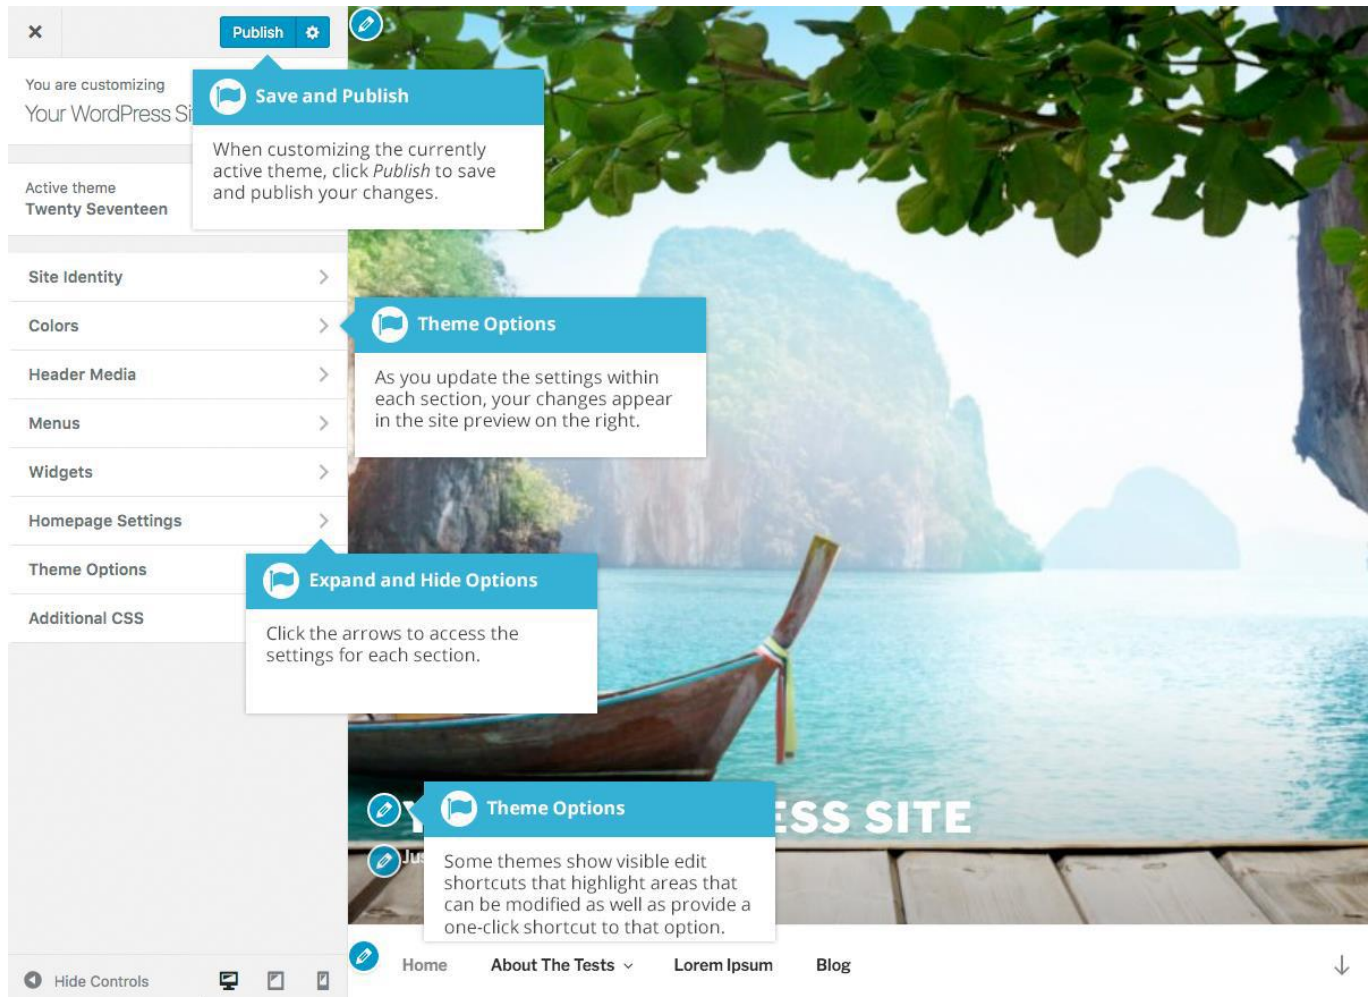 Publish
You are customizing
Your WordPress
Save and Publish
When customizing the currently
active theme, click Publish to save
and publish your changes.
Active theme
Twenty Seventeen
Site Identity
Colors
Header Media
Menus
Widgets
Homepage Settings
Theme Options
Additional CSS
Theme Options
As you update the settings within
each section, your changes appear
in the site preview on the right.
Expand and Hide Options
Click the arrows to access the
settings for each section.
SS SITE
Theme Options
Some themes show visible edit
shortcuts that highlight areas that
can be modified as well as provide a
one-click shortcut to that option.
Home About The Tests Lorem Ipsum Blog
Hide Controls